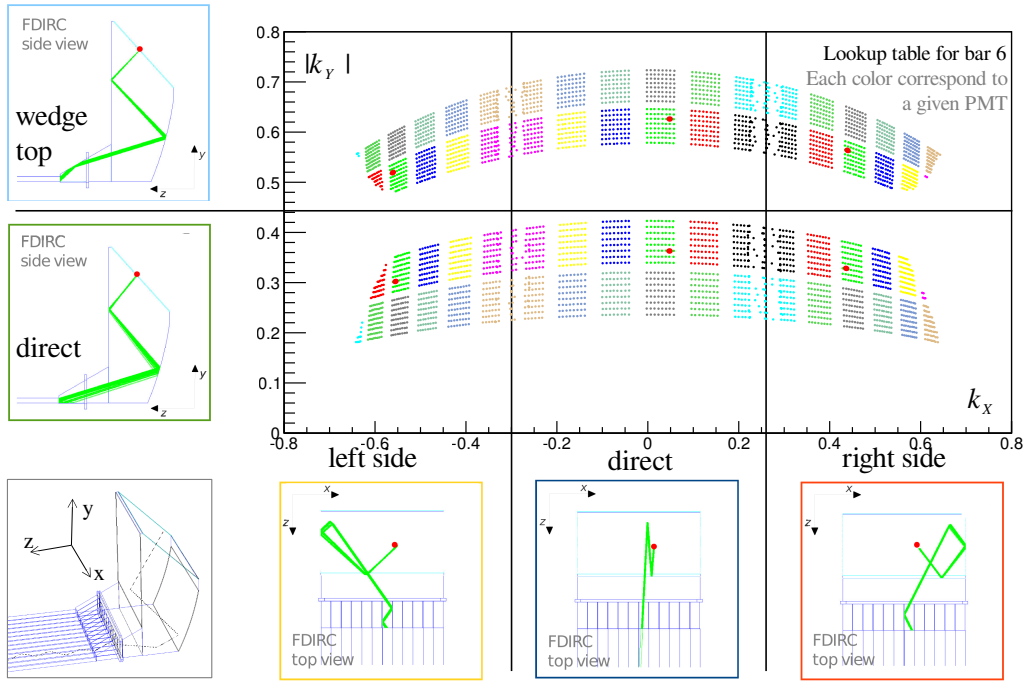 FDIRC
side view
wedge
top
y
z
FDIRC
side view
direct
y
z
y
z
x
|k_Y|
Lookup table for bar 6
Each color correspond to
a given PMT
0.8
0.7
0.6
0.5
0.4
0.3
0.2
0.1
0
k_X
-0.8 -0.6 -0.4 -0.2 0 0.2 0.4 0.6 0.8
left side direct right side
x
z
FDIRC
top view
x
z
FDIRC
top view
x
z
FDIRC
top view